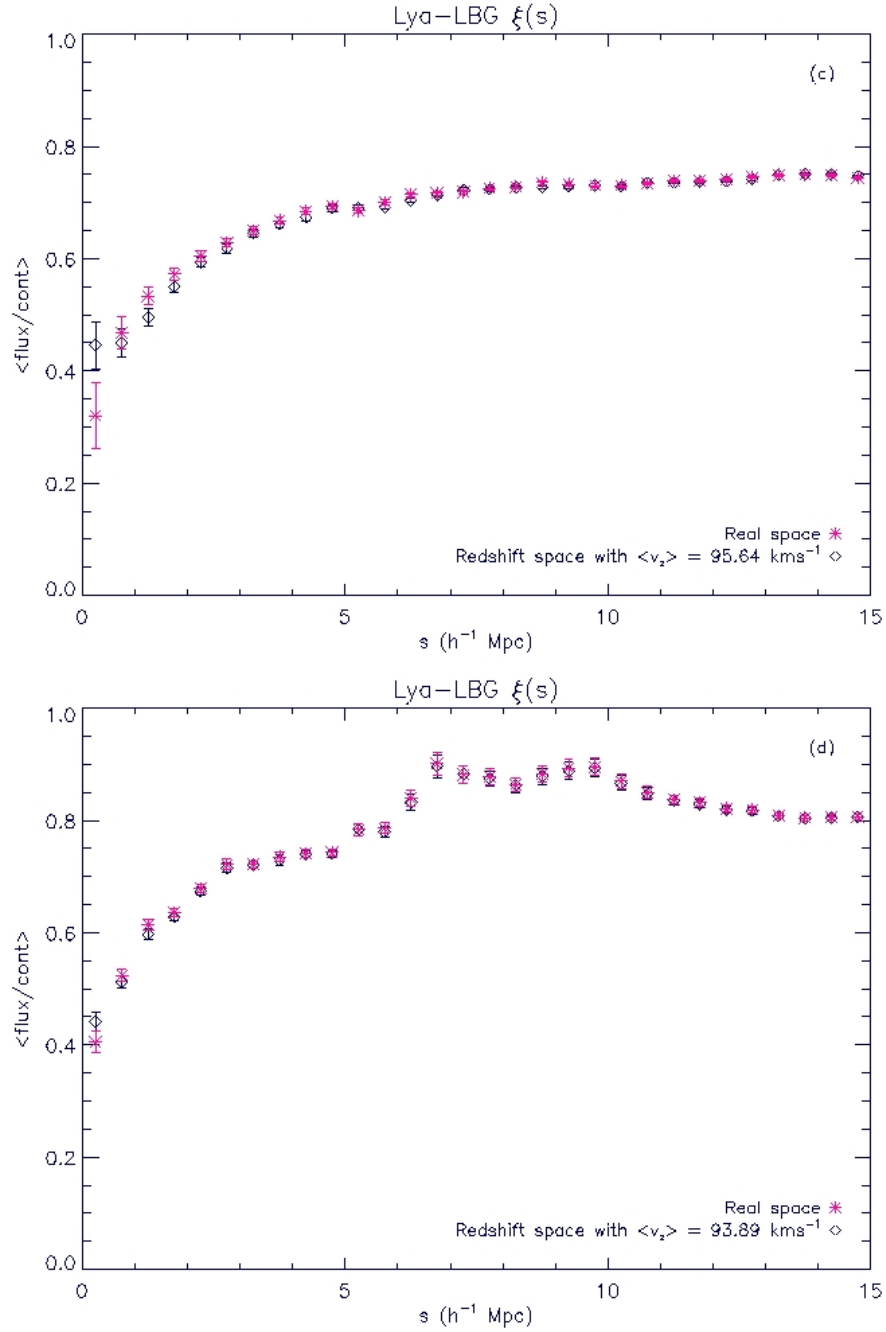 Lya-LBG ξ(s)
(c)
1.0
0.8
0.6
0.4
0.2
0.0
<flux/cont>
Real space
Redshift space with <v_z> = 95.64 kms⁻¹
0 5 10 15
s (h⁻¹ Mpc)
Lya-LBG ξ(s)
(d)
1.0
0.8
0.6
0.4
0.2
0.0
<flux/cont>
Real space
Redshift space with <v_z> = 93.89 kms⁻¹
0 5 10 15
s (h⁻¹ Mpc)